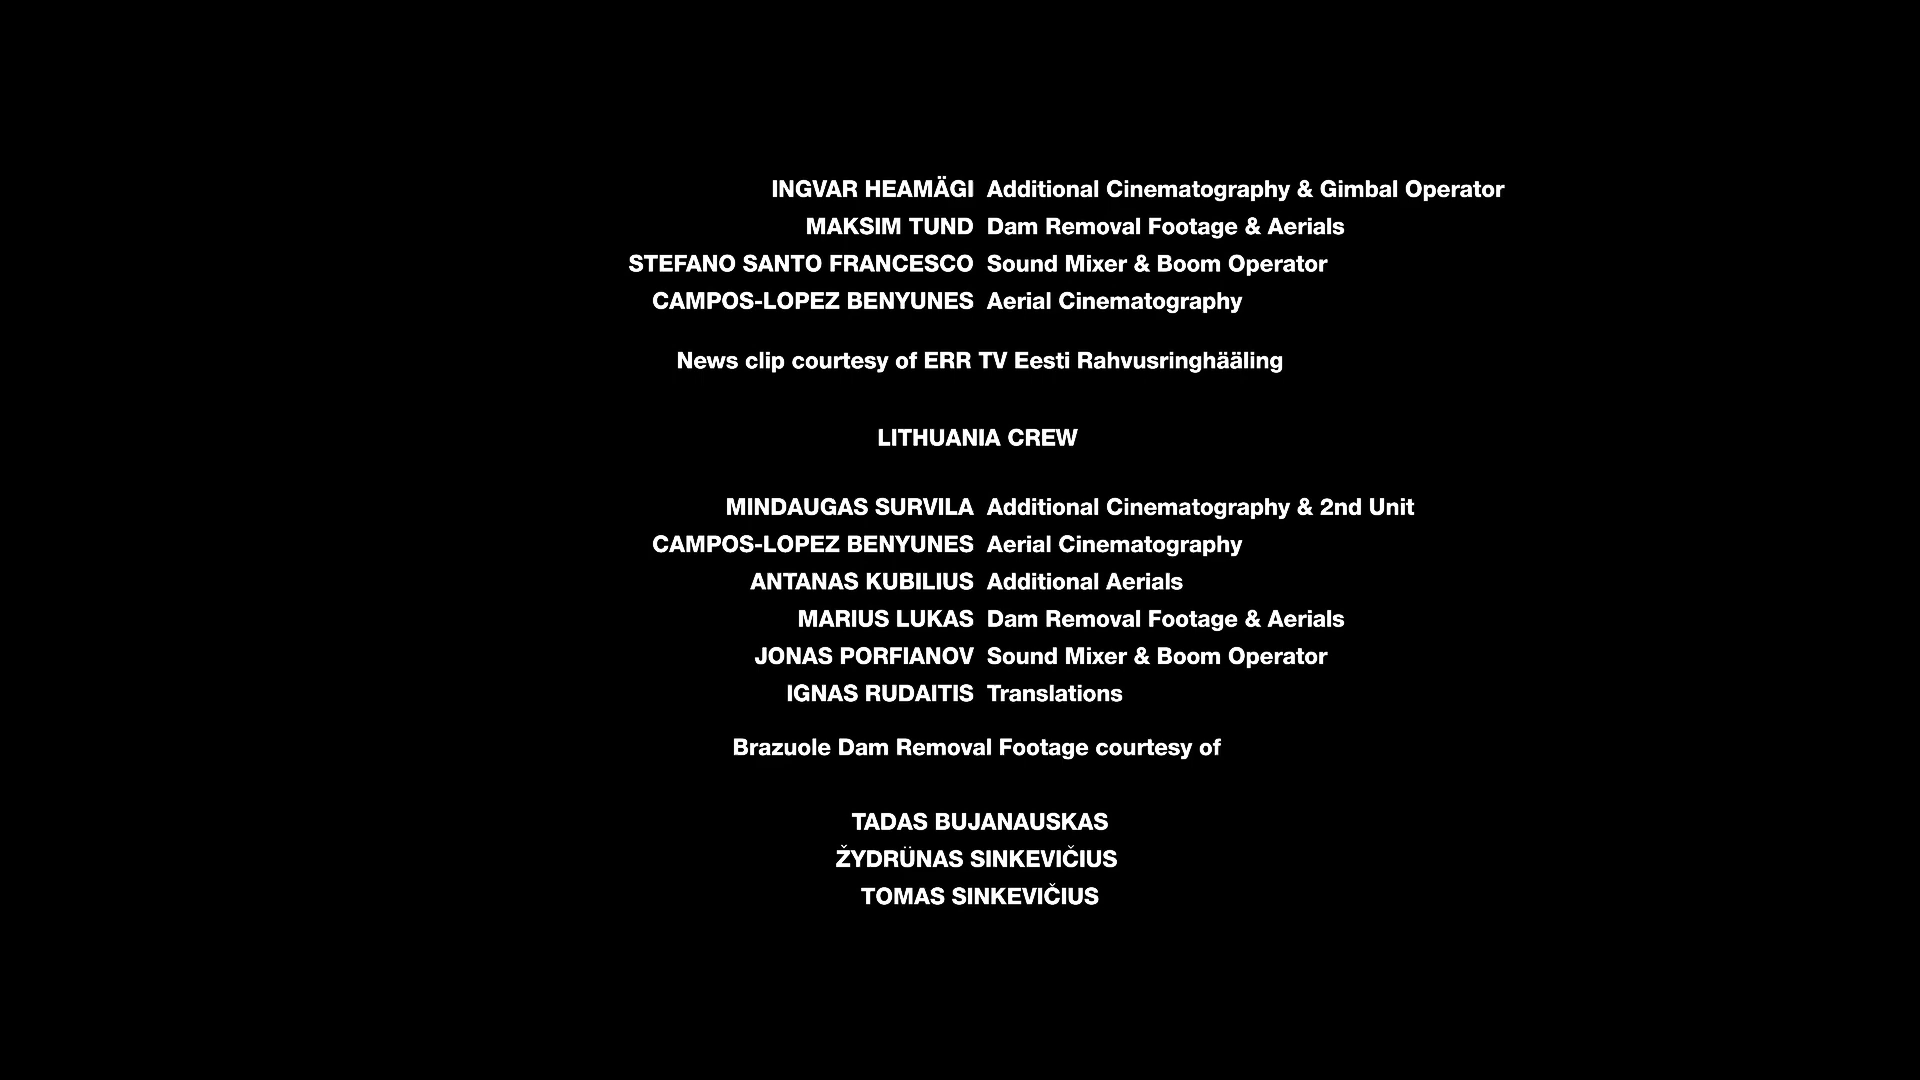 INGVAR HEAMÄGI Additional Cinematography & Gimbal Operator
MAKSIM TUND Dam Removal Footage & Aerials
STEFANO SANTO FRANCESCO Sound Mixer & Boom Operator
CAMPOS-LOPEZ BENYUNES Aerial Cinematography
News clip courtesy of ERR TV Eesti Rahvusringhääling
LITHUANIA CREW
MINDAUGAS SURVILA Additional Cinematography & 2nd Unit
CAMPOS-LOPEZ BENYUNES Aerial Cinematography
ANTANAS KUBILIUS Additional Aerials
MARIUS LUKAS Dam Removal Footage & Aerials
JONAS PORFIANOV Sound Mixer & Boom Operator
IGNAS RUDAITIS Translations
Brazuole Dam Removal Footage courtesy of
TADAS BUJANAUSKAS
ŽYDRÜNAS SINKEVIČIUS
TOMAS SINKEVIČIUS